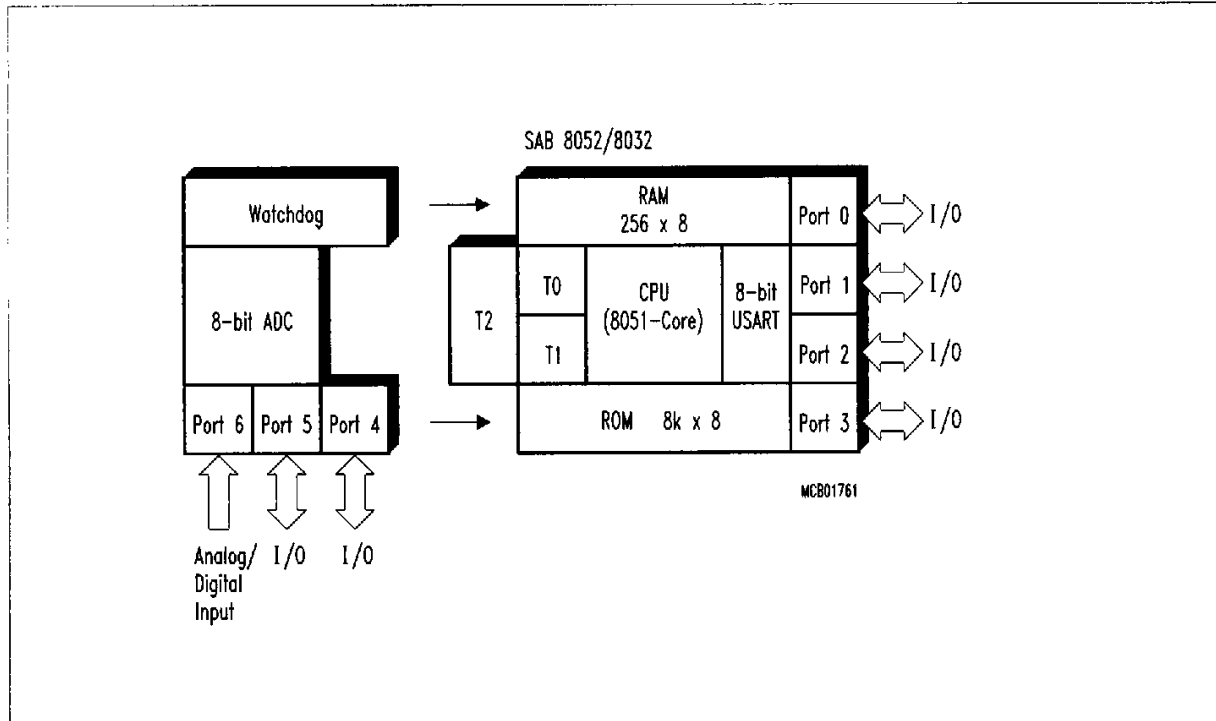 SAB 8052/8032
Watchdog
8-bit ADC
Port 6
Port 5
Port 4
Analog/
Digital
Input
I/O
I/O
RAM
256 x 8
Port 0
I/O
T2
T0
T1
CPU
(8051-Core)
8-bit
USART
Port 1
I/O
Port 2
I/O
ROM 8k x 8
Port 3
I/O
MCB01761